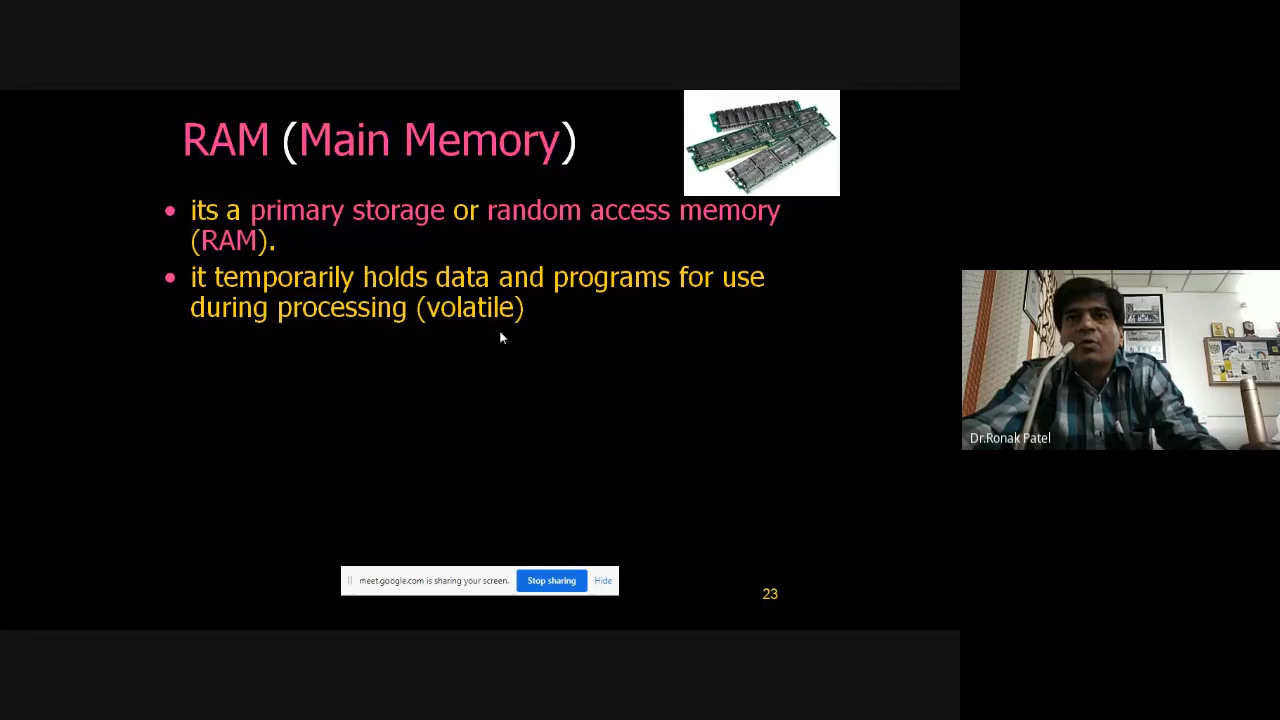 RAM (Main Memory)
• its a primary storage or random access memory
(RAM).
• it temporarily holds data and programs for use
during processing (volatile)
Dr.Ronak Patel
meet.google.com is sharing your screen.
Stop sharing
Hide
23